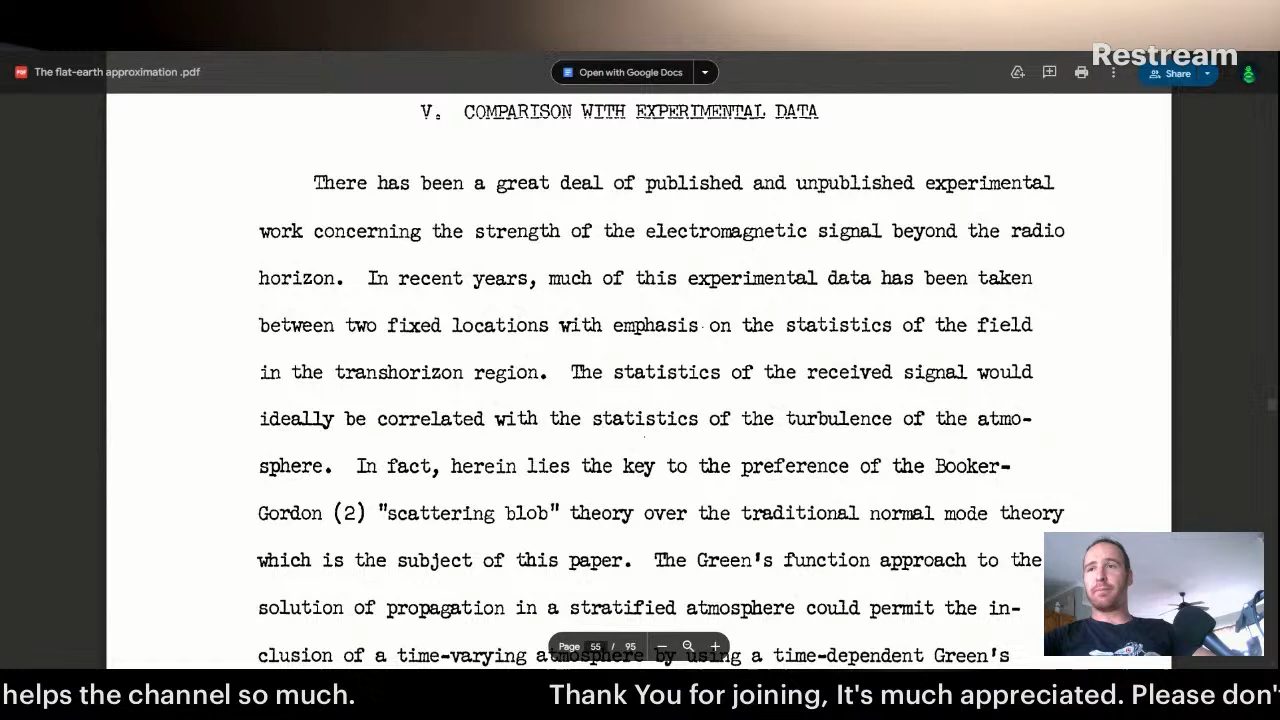 Restream
The flat-earth approximation .pdf
Open with Google Docs
Share
V. COMPARISON WITH EXPERIMENTAL DATA
There has been a great deal of published and unpublished experimental
work concerning the strength of the electromagnetic signal beyond the radio
horizon. In recent years, much of this experimental data has been taken
between two fixed locations with emphasis on the statistics of the field
in the transhorizon region. The statistics of the received signal would
ideally be correlated with the statistics of the turbulence of the atmo-
sphere. In fact, herein lies the key to the preference of the Booker-
Gordon (2) "scattering blob" theory over the traditional normal mode theory
which is the subject of this paper. The Green's function approach to the
solution of propagation in a stratified atmosphere could permit the in-
clusion of a time-varying atmosphere by using a time-dependent Green's
Page 55 / 95
helps the channel so much. Thank You for joining, It's much appreciated. Please don't